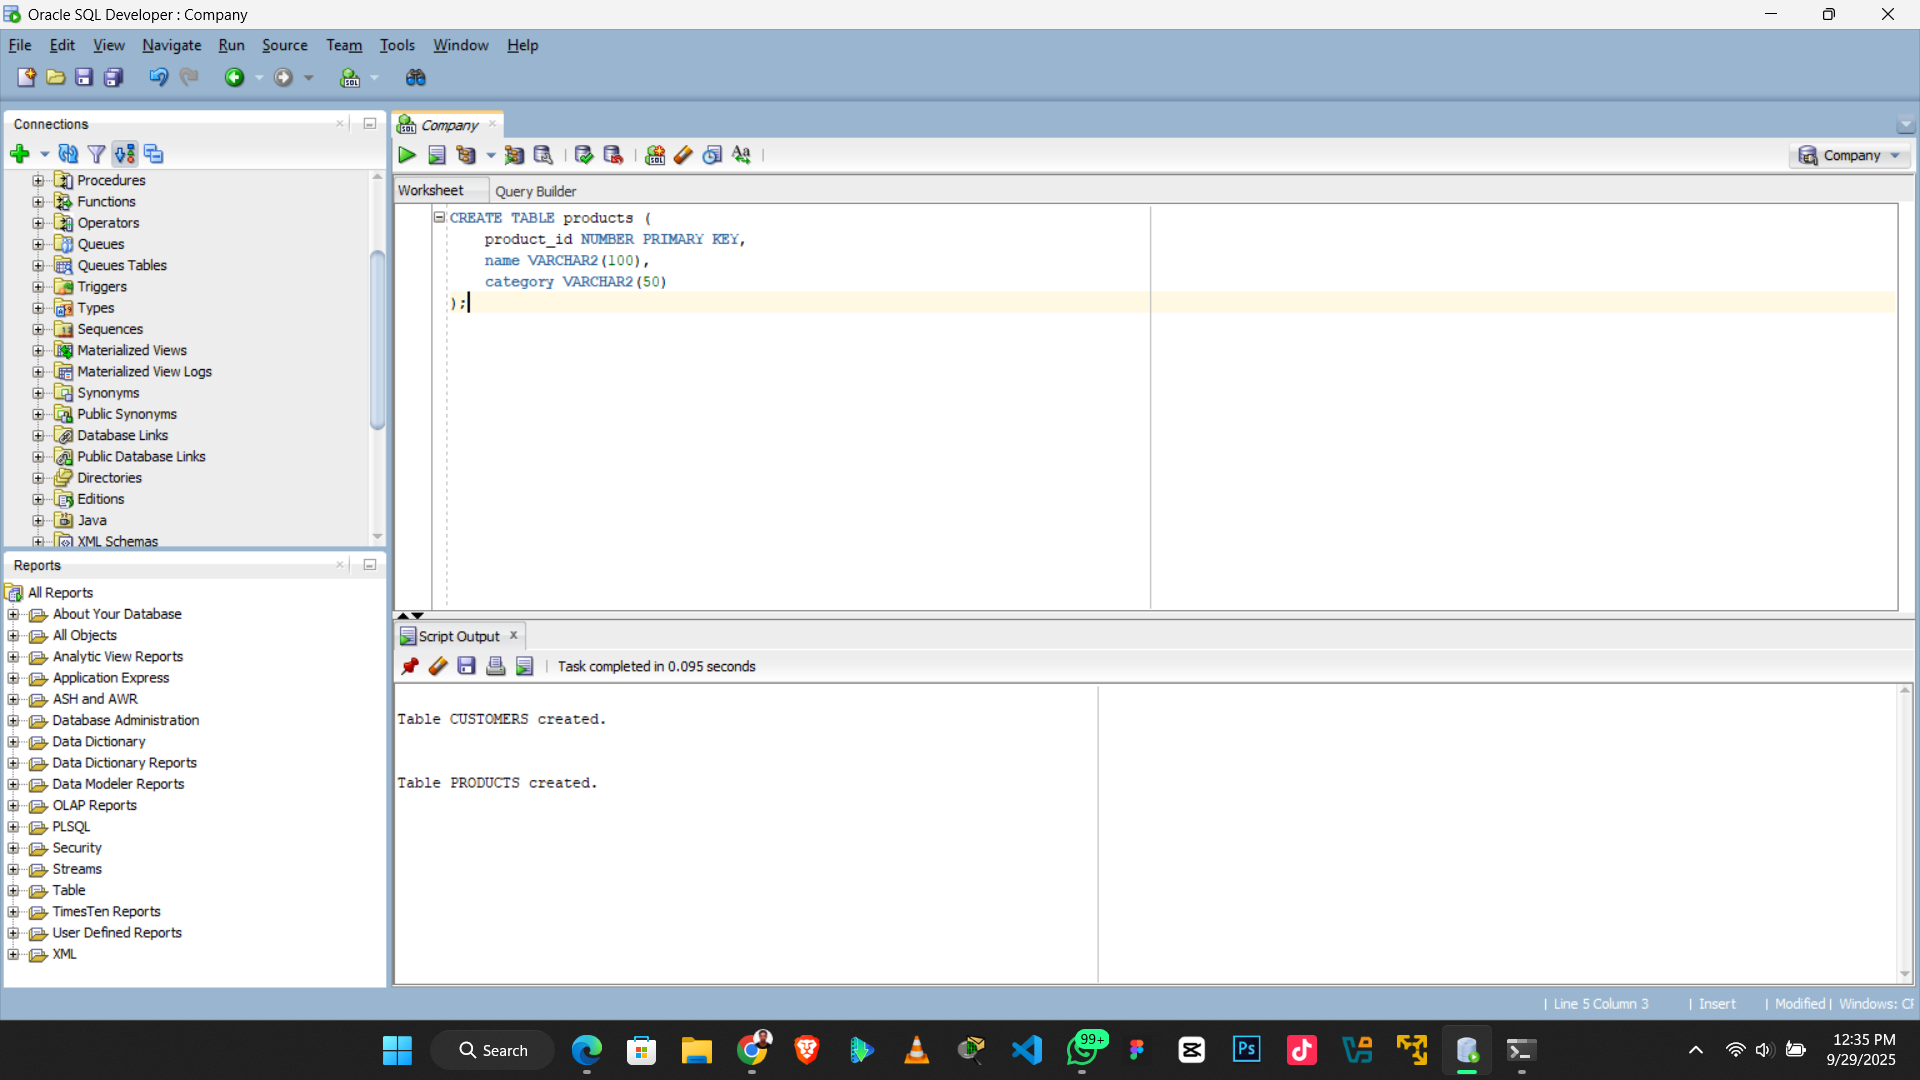 Oracle SQL Developer : Company
File Edit View Navigate Run Source Team Tools Window Help
Connections
Procedures
Functions
Operators
Queues
Queues Tables
Triggers
Types
Sequences
Materialized Views
Materialized View Logs
Synonyms
Public Synonyms
Database Links
Public Database Links
Directories
Editions
Java
XML Schemas
Reports
All Reports
About Your Database
All Objects
Analytic View Reports
Application Express
ASH and AWR
Database Administration
Data Dictionary
Data Dictionary Reports
Data Modeler Reports
OLAP Reports
PLSQL
Security
Streams
Table
TimesTen Reports
User Defined Reports
XML
Company
Company
Worksheet Query Builder
CREATE TABLE products (
product_id NUMBER PRIMARY KEY,
name VARCHAR2(100),
category VARCHAR2(50)
);
Script Output
Task completed in 0.095 seconds
Table CUSTOMERS created.
Table PRODUCTS created.
| Line 5 Column 3 | Insert | Modified | Windows:
Search
99+
Ps
12:35 PM
9/29/2025